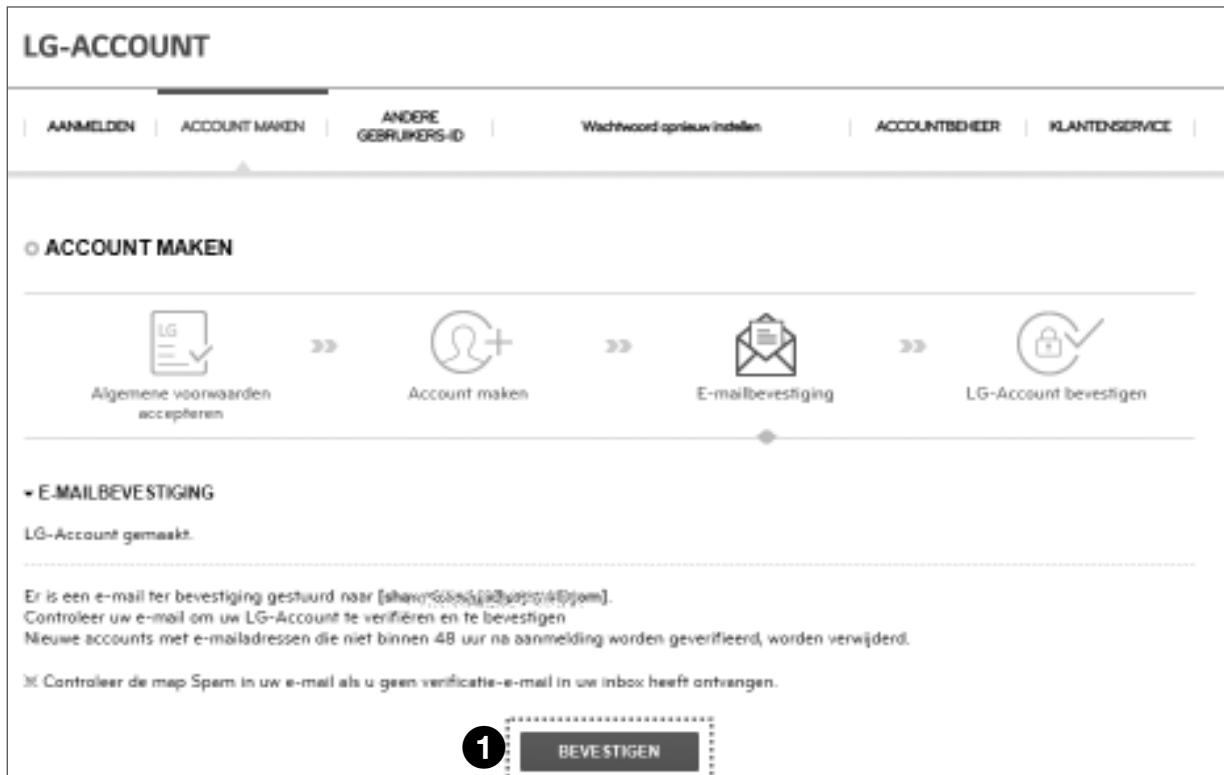 LG-ACCOUNT
AANMELDEN ACCOUNT MAKEN ANDERE GEBRUIKERS-ID Wachtwoord opnieuw instellen ACCOUNTBEHEER KLANTENSERVICE
ACCOUNT MAKEN
LG
Algemene voorwaarden accepteren
Account maken
E-mailbevestiging
LG-Account bevestigen
E-MAILBEVESTIGING
LG-Account gemaakt.
Er is een e-mail ter bevestiging gestuurd naar
Controleer uw e-mail om uw LG-Account te verifiëren en te bevestigen
Nieuwe accounts met e-mailadressen die niet binnen 48 uur na aanmelding worden geverifieerd, worden verwijderd.
※ Controleer de map Spam in uw e-mail als u geen verificatie-e-mail in uw inbox heeft ontvangen.
1 BEVESTIGEN